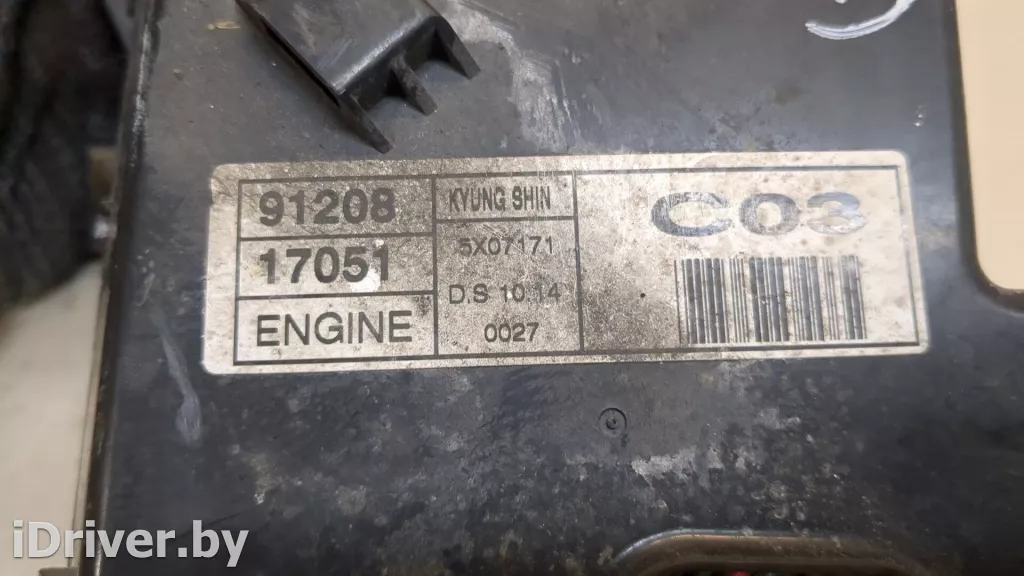 91208
17051
ENGINE
KYUNG SHIN
5X07171
D.S 10:14
0027
C03
iDriver.by